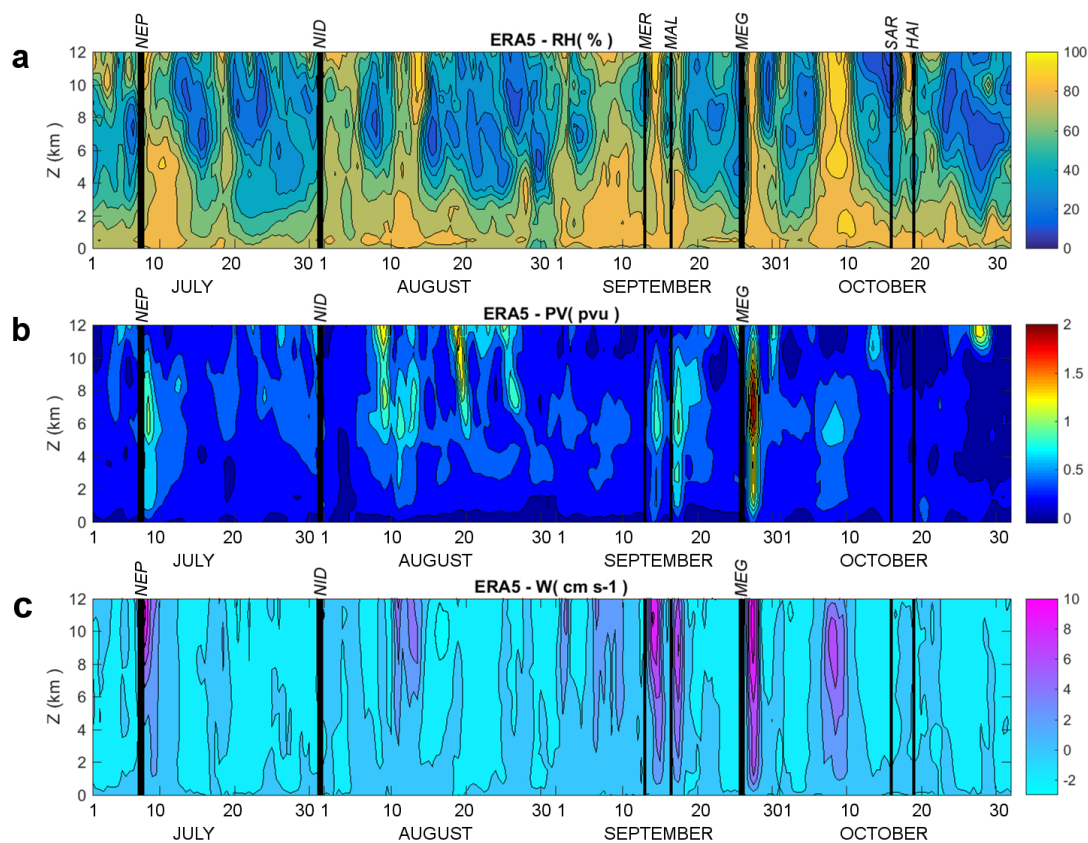 NEP NID MER MAL MEG SAR HAI
a ERA5 - RH( % )
12 100
10 80
8
6 60
4 40
2 20
0 0
Z ( km )
1 10 20 30 10 20 30 1 10 20 301 10 20 30
JULY AUGUST SEPTEMBER OCTOBER
NEP NID MEG
b ERA5 - PV( pvu )
12 2
10
8 1.5
6 1
4
2 0.5
0 0
Z ( km )
1 10 20 30 1 10 20 30 1 10 20 301 10 20 30
JULY AUGUST SEPTEMBER OCTOBER
NEP NID MEG
c ERA5 - W( cm s-1 )
12 10
10 8
8 6
6 4
4 2
2 0
0 -2
Z ( km )
1 10 20 30 1 10 20 30 1 10 20 301 10 20 30
JULY AUGUST SEPTEMBER OCTOBER